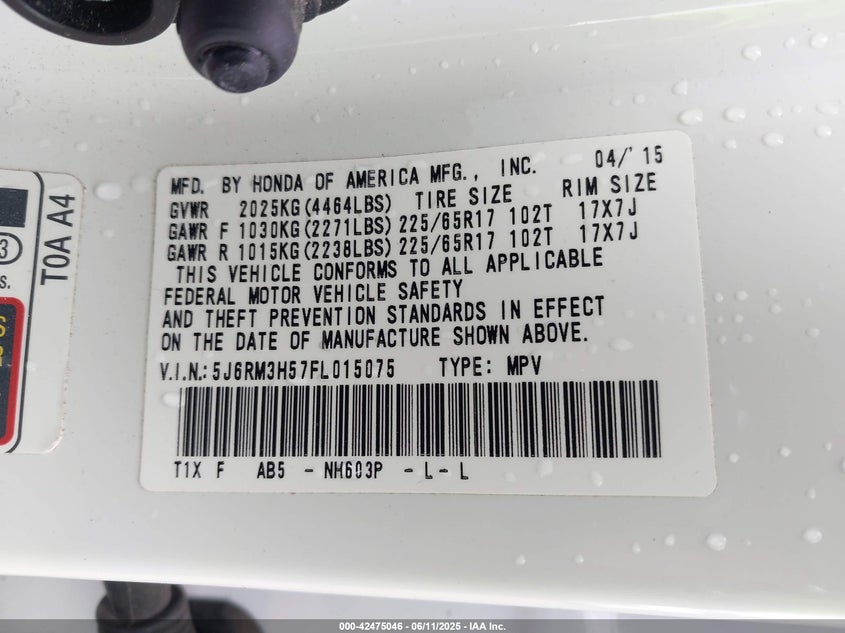 MFD. BY HONDA OF AMERICA MFG., INC. 04/'15
GVWR 2025KG(4464LBS) TIRE SIZE RIM SIZE
GAWR F 1030KG(2271LBS) 225/65R17 102T 17X7J
GAWR R 1015KG(2238LBS) 225/65R17 102T 17X7J
THIS VEHICLE CONFORMS TO ALL APPLICABLE
FEDERAL MOTOR VEHICLE SAFETY
AND THEFT PREVENTION STANDARDS IN EFFECT
ON THE DATE OF MANUFACTURE SHOWN ABOVE.
V.I.N.: 5J6RM3H57FL015075 TYPE: MPV
T1X F AB5 - NH603P - L - L
T0A A4
3
000-42475046 - 06/11/2025 - IAA Inc.